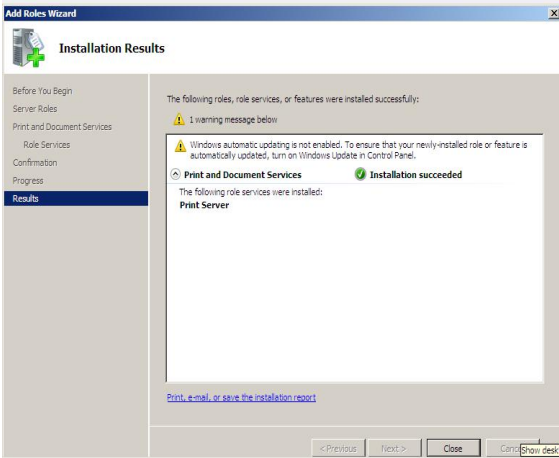 Add Roles Wizard
Installation Results
Before You Begin
Server Roles
Print and Document Services
Role Services
Confirmation
Progress
Results
The following roles, role services, or features were installed successfully:
1 warning message below
Windows automatic updating is not enabled. To ensure that your newly-installed role or feature is
automatically updated, turn on Windows Update in Control Panel.
Print and Document Services Installation succeeded
The following role services were installed:
Print Server
Print, e-mail, or save the installation report
< Previous Next > Close Canc Show desk